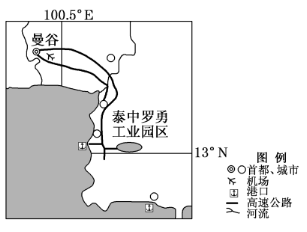 100.5°E
曼谷
泰中罗勇
工业园区
13°N
图 例
首都、城市
机场
港口
高速公路
河流